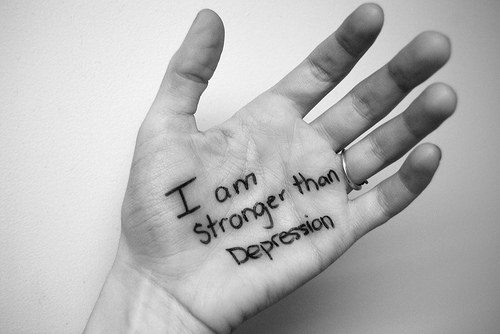 I am
Stronger than
Depression